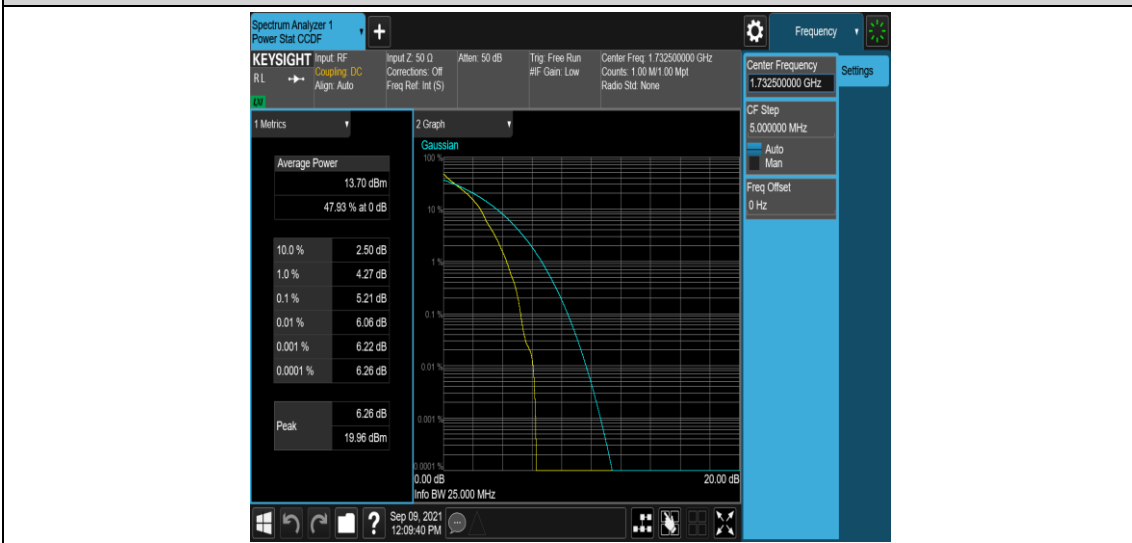 Spectrum Analyzer 1
Power Stat CCDF
+
Frequency
KEYSIGHT
Input: RF
Coupling: DC
Align: Auto
Input Z: 50 Ω
Corrections: Off
Freq Ref: Int (S)
Atten: 50 dB
Trig: Free Run
#IF Gain: Low
Center Freq: 1.732500000 GHz
Counts: 1.00 M/1.00 Mpt
Radio Std: None
R L
LXI
Center Frequency
1.732500000 GHz
Settings
CF Step
5.000000 MHz
Auto
Man
Freq Offset
0 Hz
1 Metrics
Average Power
13.70 dBm
47.93 % at 0 dB
10.0 % 2.50 dB
1.0 % 4.27 dB
0.1 % 5.21 dB
0.01 % 6.06 dB
0.001 % 6.22 dB
0.0001 % 6.26 dB
Peak
6.26 dB
19.96 dBm
2 Graph
Gaussian
100 %
10 %
1 %
0.1 %
0.01 %
0.001 %
0.0001 %
0.00 dB
20.00 dB
Info BW 25.000 MHz
?
Sep 09, 2021
12:09:40 PM